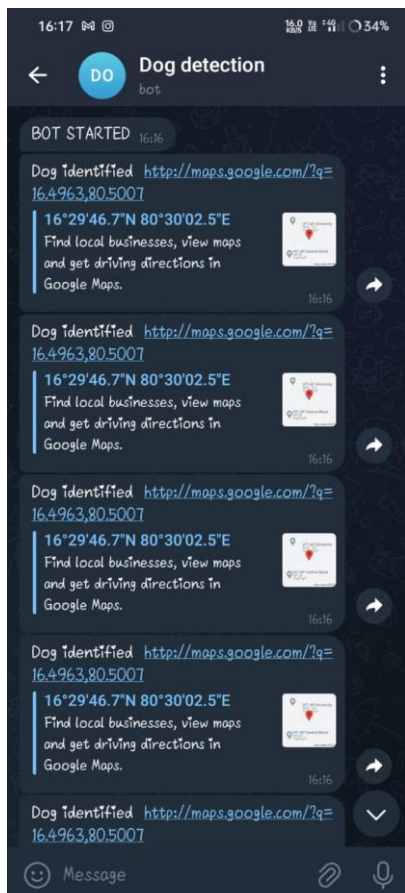 16:17
16.0 KB/S
34%
DO
Dog detection
bot
BOT STARTED 16:16
Dog identified http://maps.google.com/?q=
16.4963,80.5007
16°29'46.7"N 80°30'02.5"E
Find local businesses, view maps
and get driving directions in
Google Maps.
16:16
Dog identified http://maps.google.com/?q=
16.4963,80.5007
16°29'46.7"N 80°30'02.5"E
Find local businesses, view maps
and get driving directions in
Google Maps.
16:16
Dog identified http://maps.google.com/?q=
16.4963,80.5007
16°29'46.7"N 80°30'02.5"E
Find local businesses, view maps
and get driving directions in
Google Maps.
16:16
Dog identified http://maps.google.com/?q=
16.4963,80.5007
16°29'46.7"N 80°30'02.5"E
Find local businesses, view maps
and get driving directions in
Google Maps.
16:16
Dog identified http://maps.google.com/?q=
16.4963,80.5007
Message